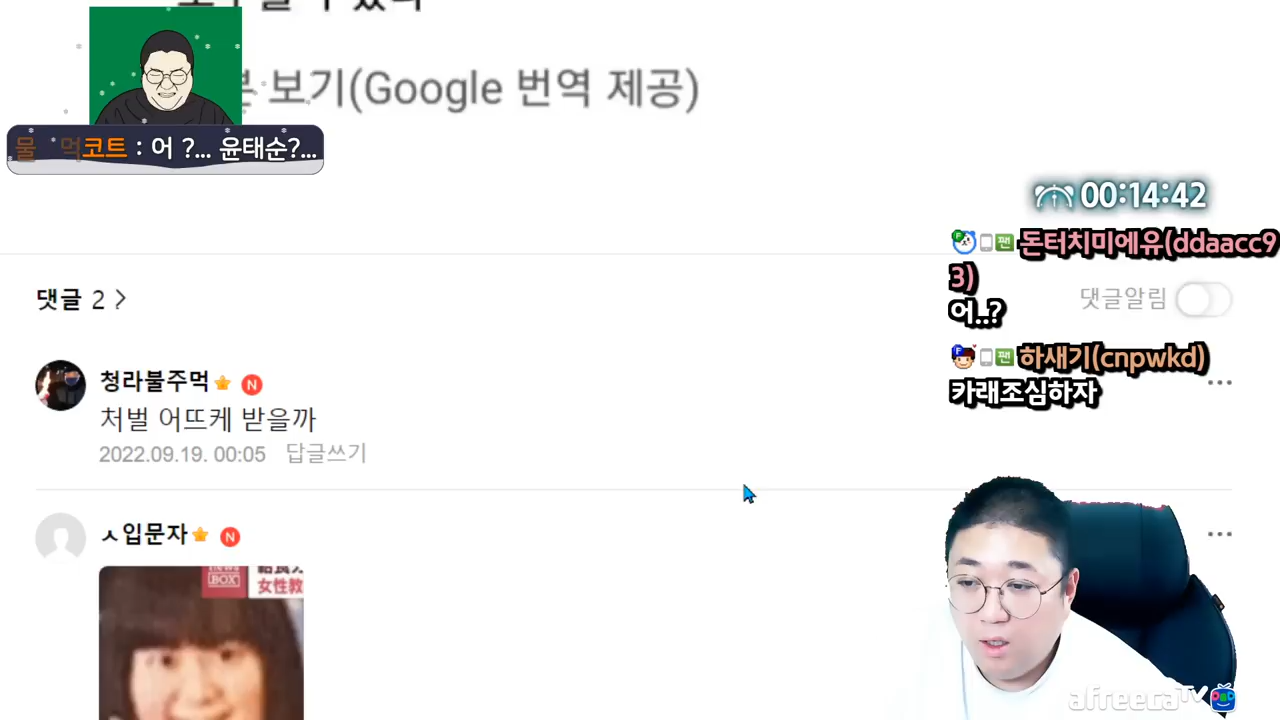 보기(Google 번역 제공)
물 먹코트 : 어 ?... 윤태순?...
00:14:42
돈터치미에유(ddaacc9
3)
어..?
댓글 2 >
댓글알림
하새기(cnpwkd)
카래조심하자
청라불주먹 N
처벌 어뜨케 받을까
2022.09.19. 00:05 답글쓰기
ㅅ입문자 N
BOX
女性教
afreecaTV